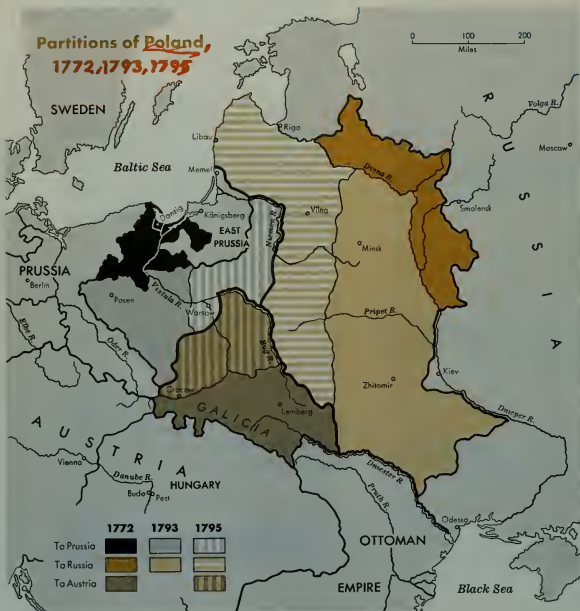 Partitions of Poland,
1772, 1793, 1795
0 100 200
Miles
SWEDEN
Riga
Volga R.
Moscow
Libau
Baltic Sea
Memel
Dvina R.
RUSSIA
Smolensk
Danzig
Königsberg
Vilna
EAST
PRUSSIA
Niemen R.
Minsk
PRUSSIA
Berlin
Posen
Vistula R.
Warsaw
Pripet R.
Elbe R.
Oder R.
Bug R.
Kiev
Zhitomir
Cracow
GALICIA
Lemberg
Dnieper R.
AUSTRIA
Vienna
Danube R.
HUNGARY
Buda Pest
Dniester R.
Pruth R.
Odessa
OTTOMAN
EMPIRE
Black Sea
1772 1793 1795
To Prussia
To Russia
To Austria